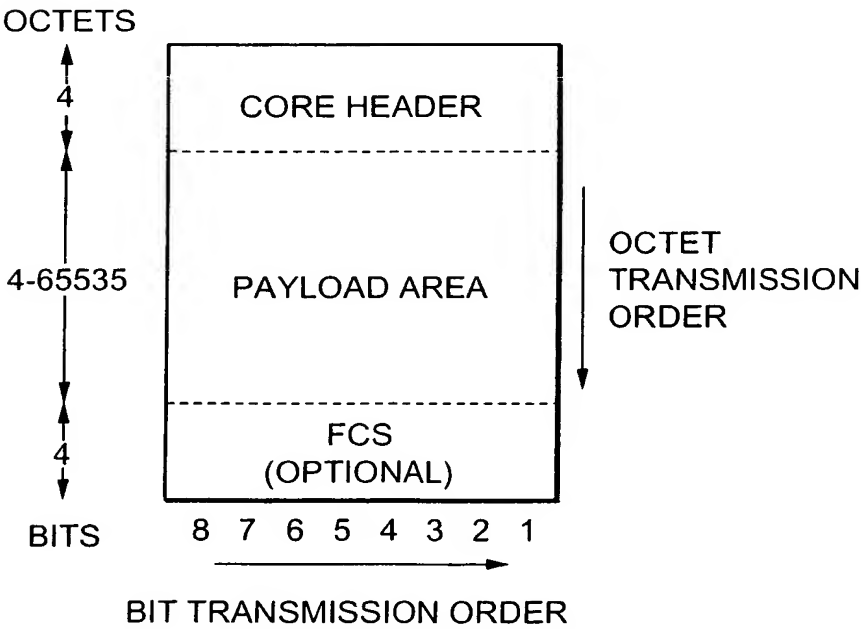 OCTETS
4
CORE HEADER
4-65535
PAYLOAD AREA
OCTET
TRANSMISSION
ORDER
4
FCS
(OPTIONAL)
BITS
8 7 6 5 4 3 2 1
BIT TRANSMISSION ORDER